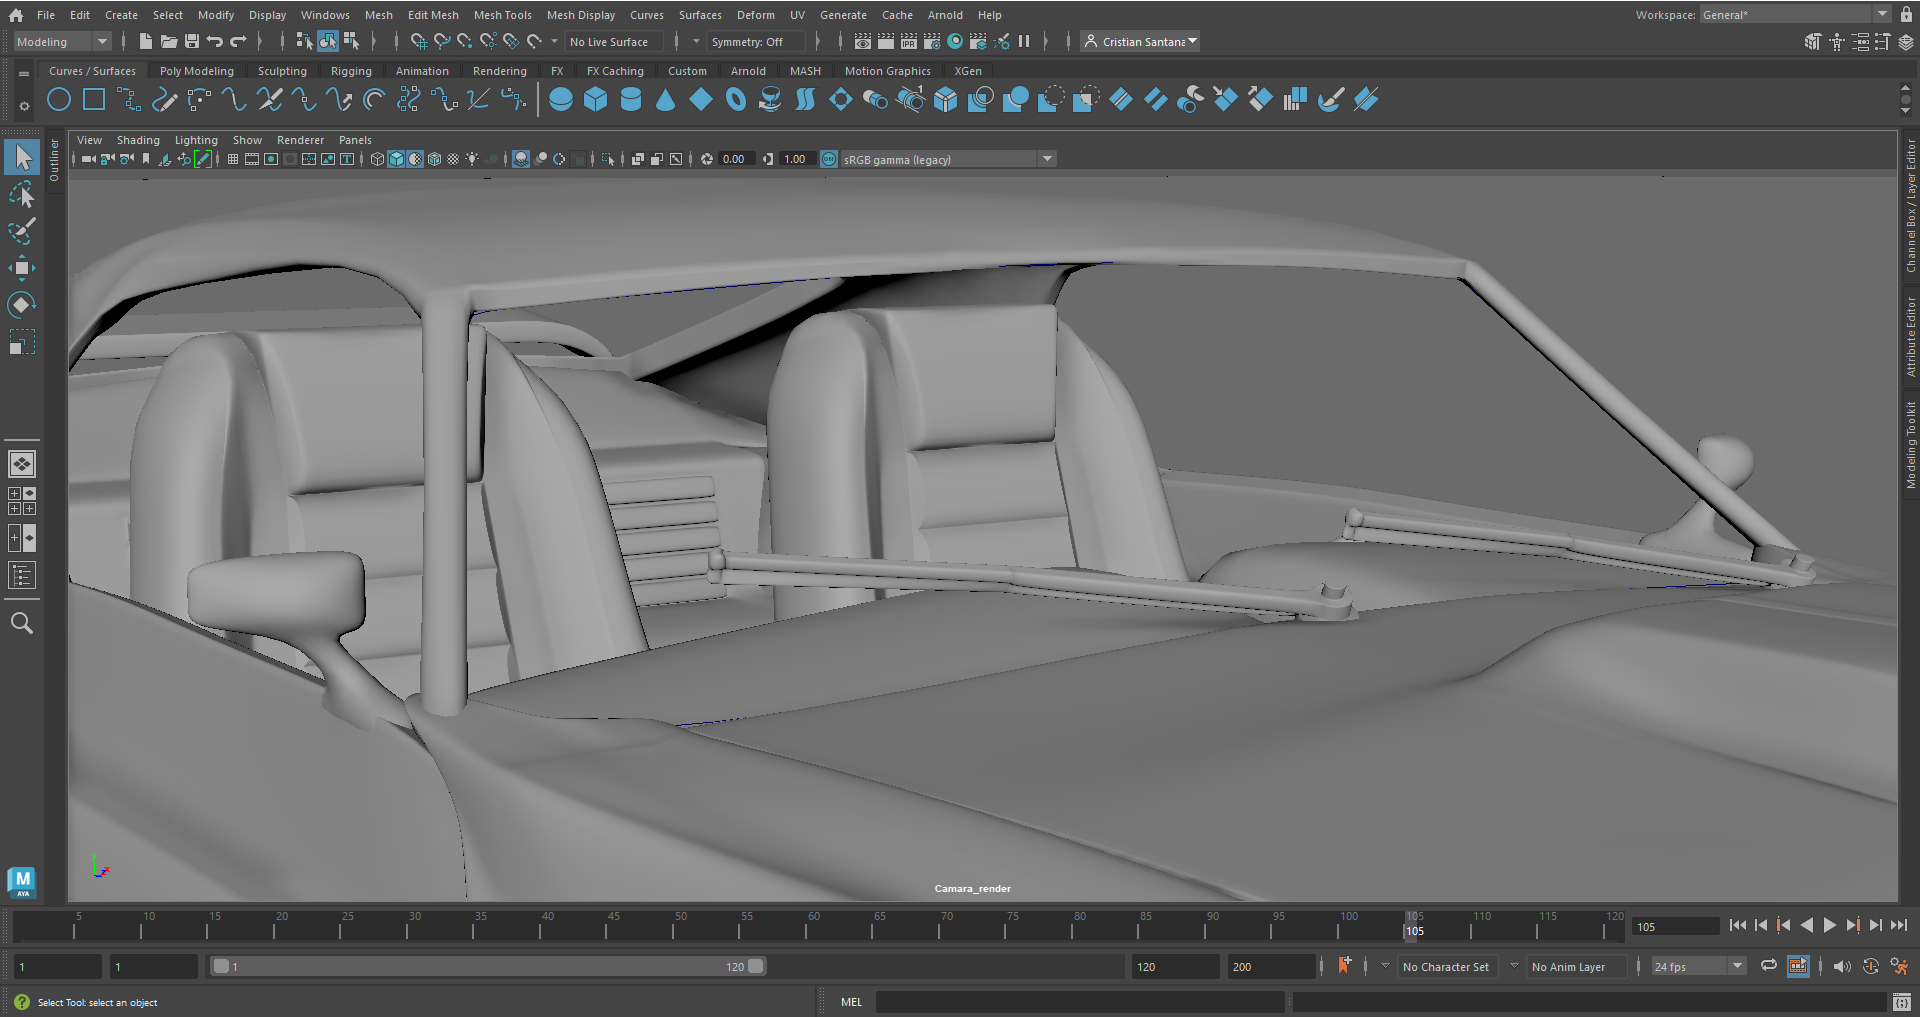 File Edit Create Select Modify Display Windows Mesh Edit Mesh Mesh Tools Mesh Display Curves Surfaces Deform UV Generate Cache Arnold Help Workspace: General*
Modeling No Live Surface Symmetry: Off IPR Cristian Santana
Curves / Surfaces Poly Modeling Sculpting Rigging Animation Rendering FX FX Caching Custom Arnold MASH Motion Graphics XGen
View Shading Lighting Show Renderer Panels
0.00 1.00 ON sRGB gamma (legacy)
Outliner
Channel Box / Layer Editor
Attribute Editor
Modeling Toolkit
M
AYA
Camara_render
5 10 15 20 25 30 35 40 45 50 55 60 65 70 75 80 85 90 95 100 105 110 115 120
105 105
1 1 1 120 120 200 No Character Set No Anim Layer 24 fps
Select Tool: select an object MEL